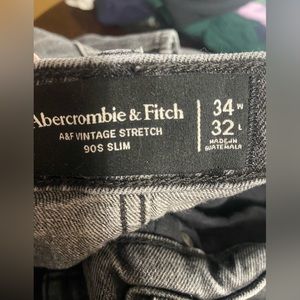 Abercrombie & Fitch
A&F VINTAGE STRETCH
90S SLIM
34 W
32 L
MADE IN
GUATEMALA